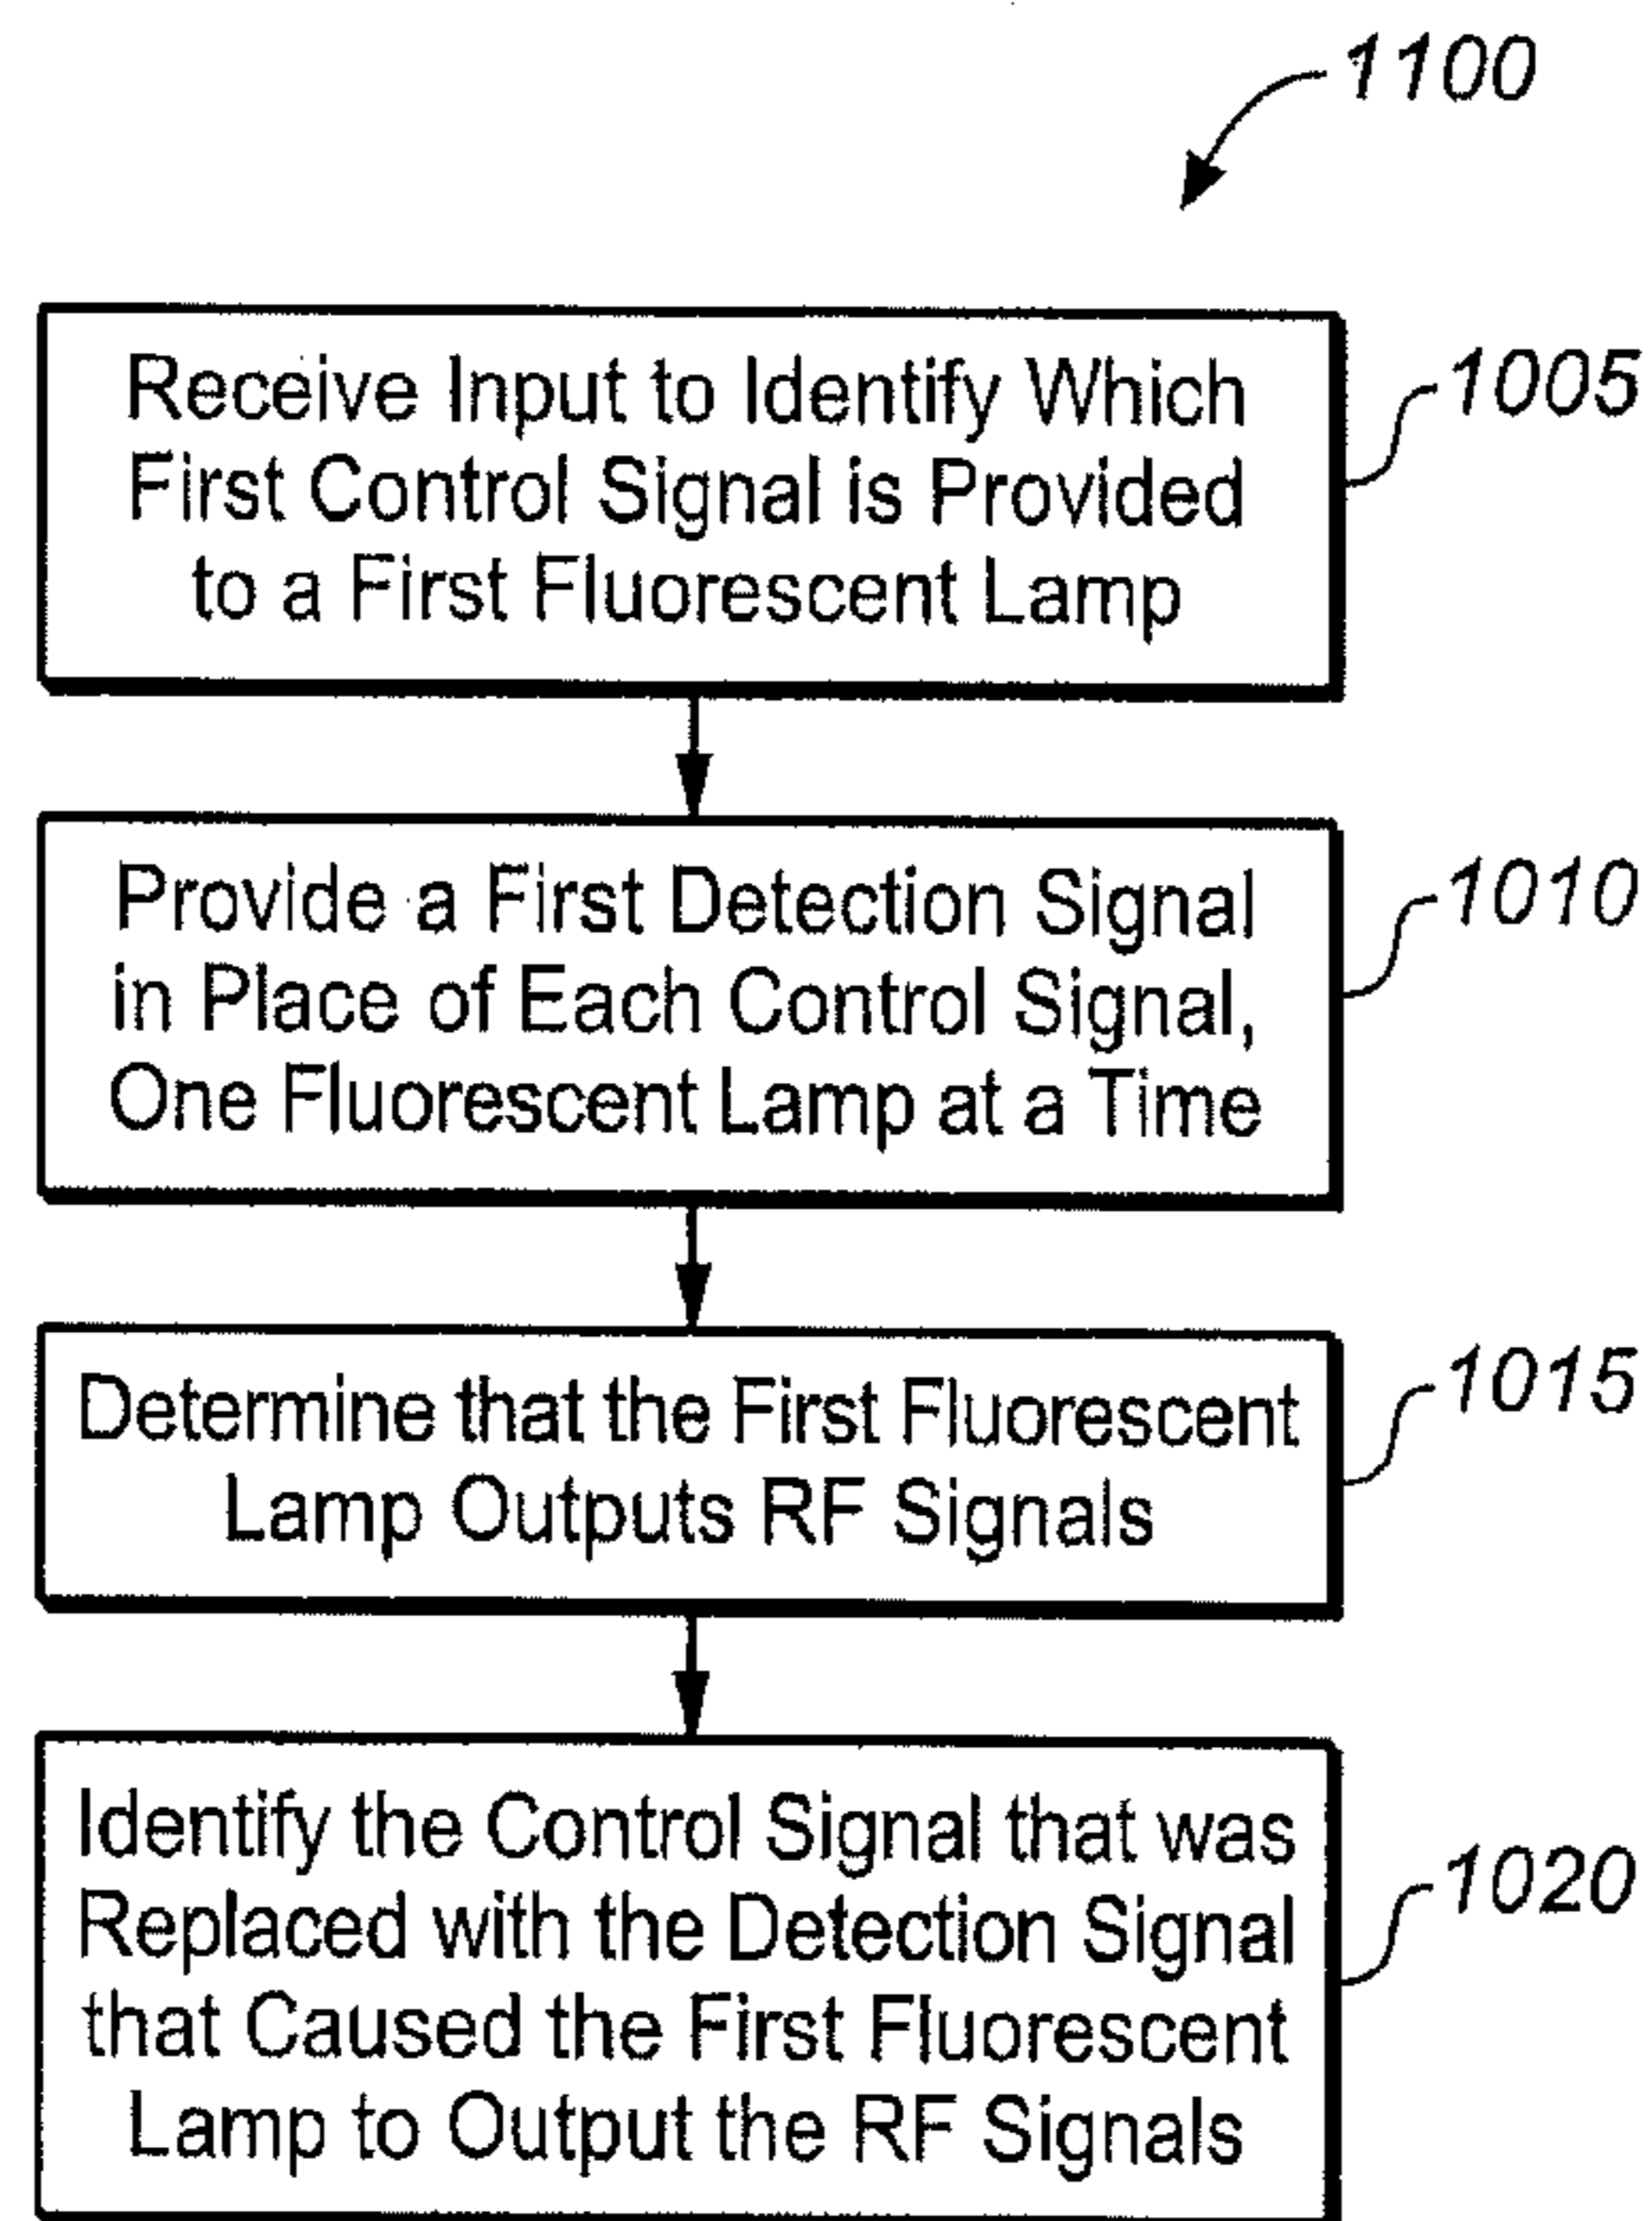 1100
Receive Input to Identify Which
First Control Signal is Provided
to a First Fluorescent Lamp
1005
Provide a First Detection Signal
in Place of Each Control Signal,
One Fluorescent Lamp at a Time
1010
Determine that the First Fluorescent
Lamp Outputs RF Signals
1015
Identify the Control Signal that was
Replaced with the Detection Signal
that Caused the First Fluorescent
Lamp to Output the RF Signals
1020